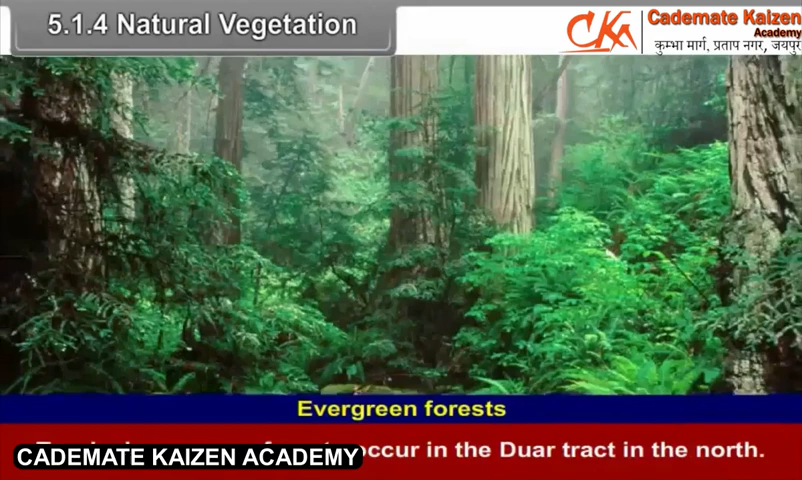 5.1.4 Natural Vegetation
CKA
Cademate Kaizen
Academy
कुम्भा मार्ग, प्रताप नगर, जयपुर
Evergreen forests
occur in the Duar tract in the north.
CADEMATE KAIZEN ACADEMY